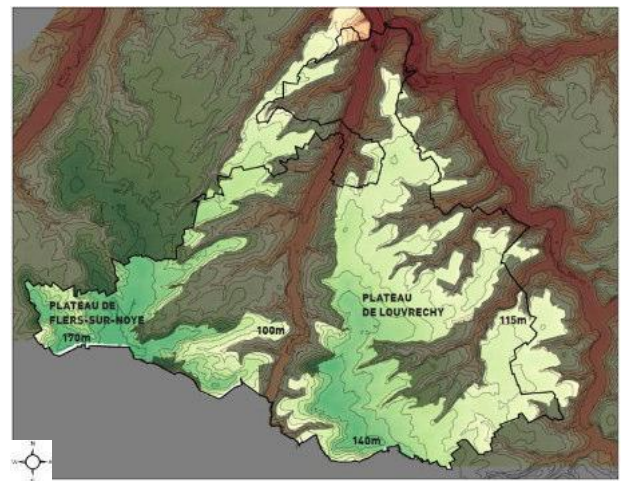 PLATEAU DE
FLERS-SUR-NOYE
170m
100m
PLATEAU
DE LOUVRECHY
115m
140m
N